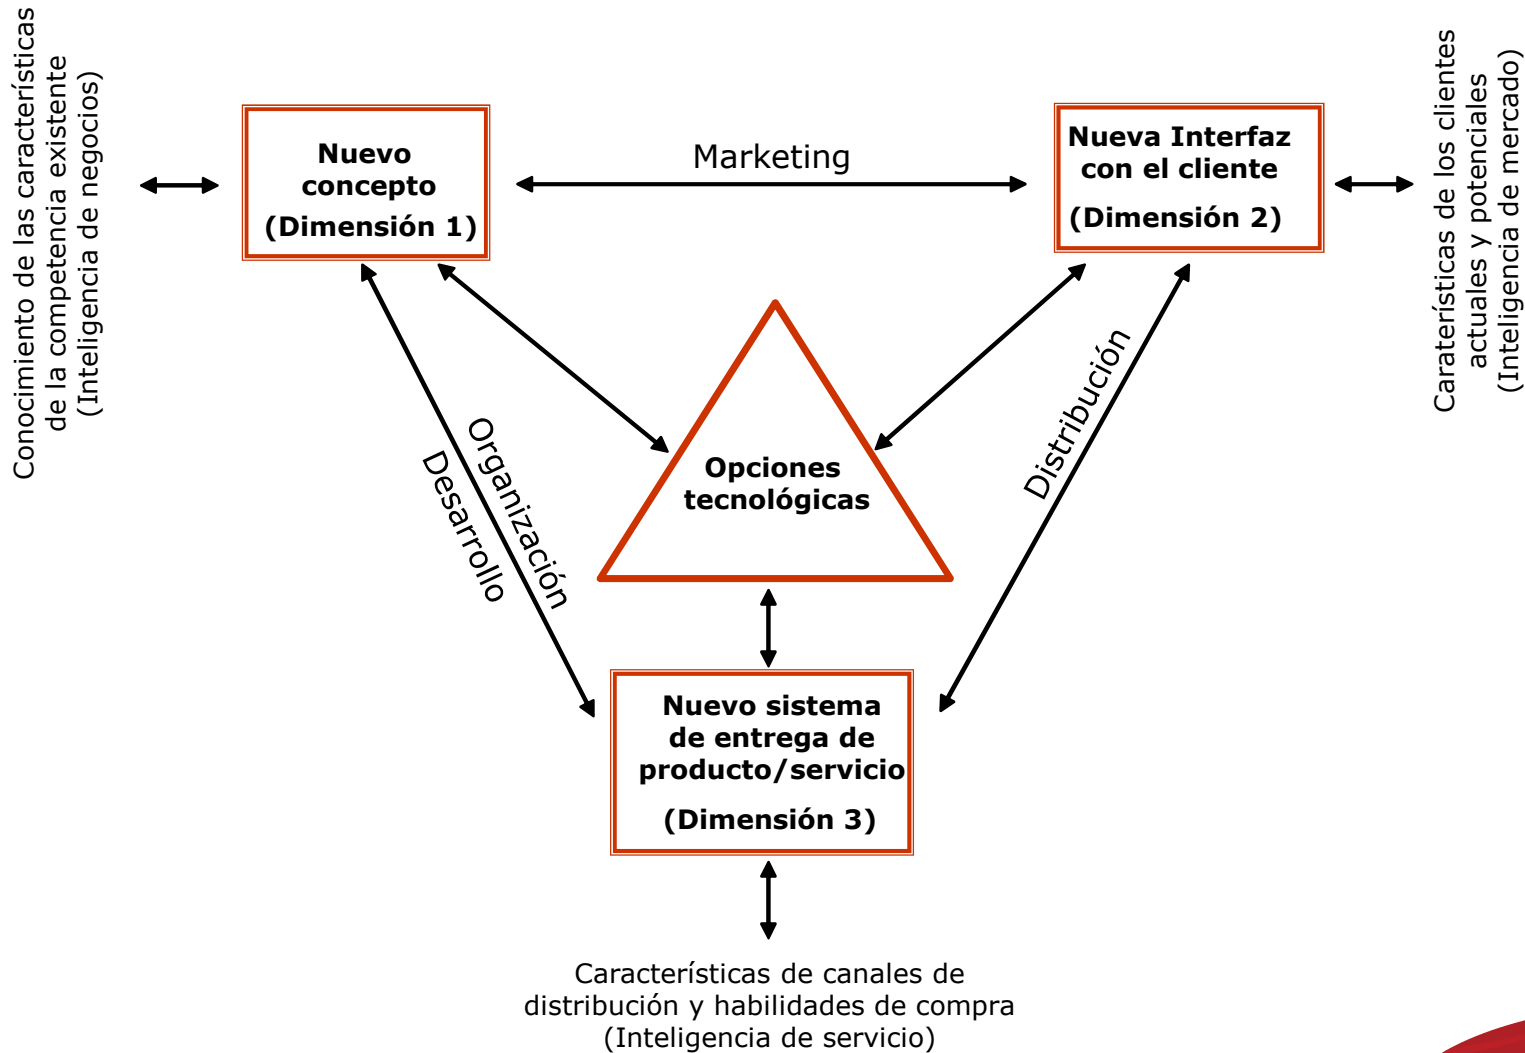 Conocimiento de las características
de la competencia existente
(Inteligencia de negocios)
Nuevo
concepto
(Dimensión 1)
Marketing
Nueva Interfaz
con el cliente
(Dimensión 2)
Caraterísticas de los clientes
actuales y potenciales
(Inteligencia de mercado)
Organización
Desarrollo
Opciones
tecnológicas
Distribución
Nuevo sistema
de entrega de
producto/servicio
(Dimensión 3)
Características de canales de
distribución y habilidades de compra
(Inteligencia de servicio)